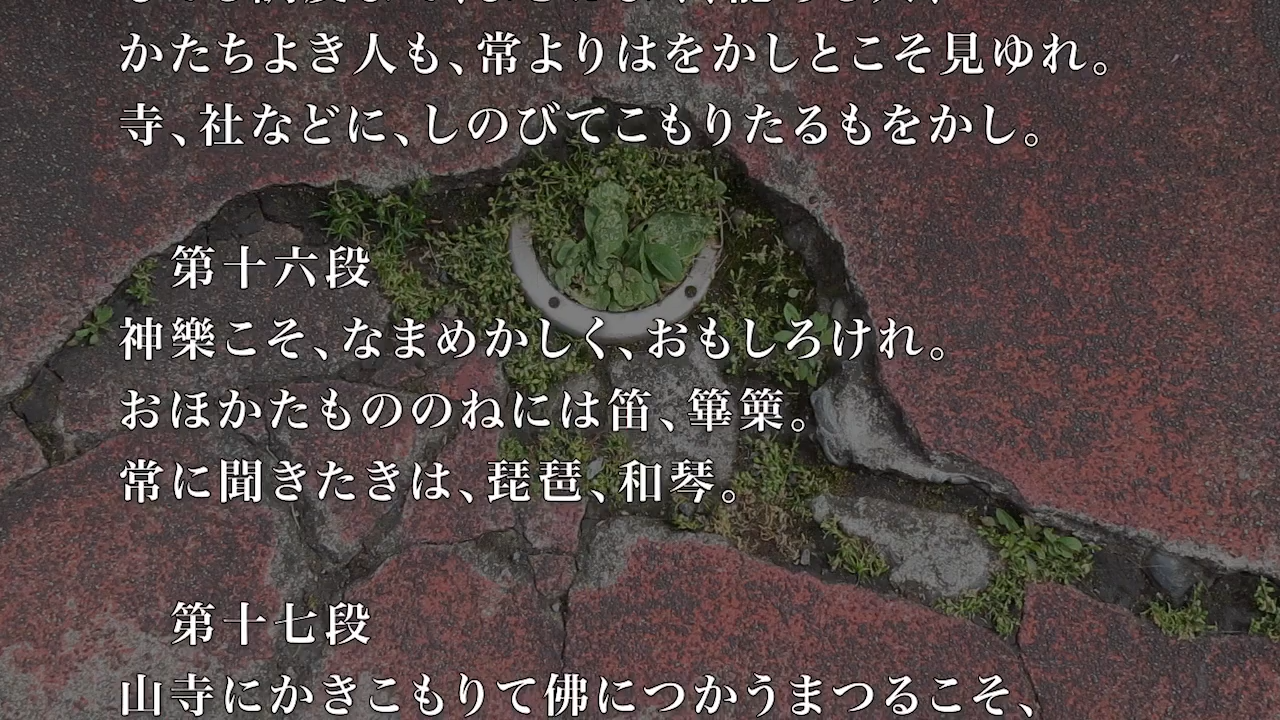 かたちよき人も、常よりはをかしとこそ見ゆれ。
寺、社などに、しのびてこもりたるもをかし。
第十六段
神樂こそ、なまめかしく、おもしろけれ。
おほかたもののねには笛、篳篥。
常に聞きたきは、琵琶、和琴。
第十七段
山寺にかきこもりて佛につかうまつるこそ、